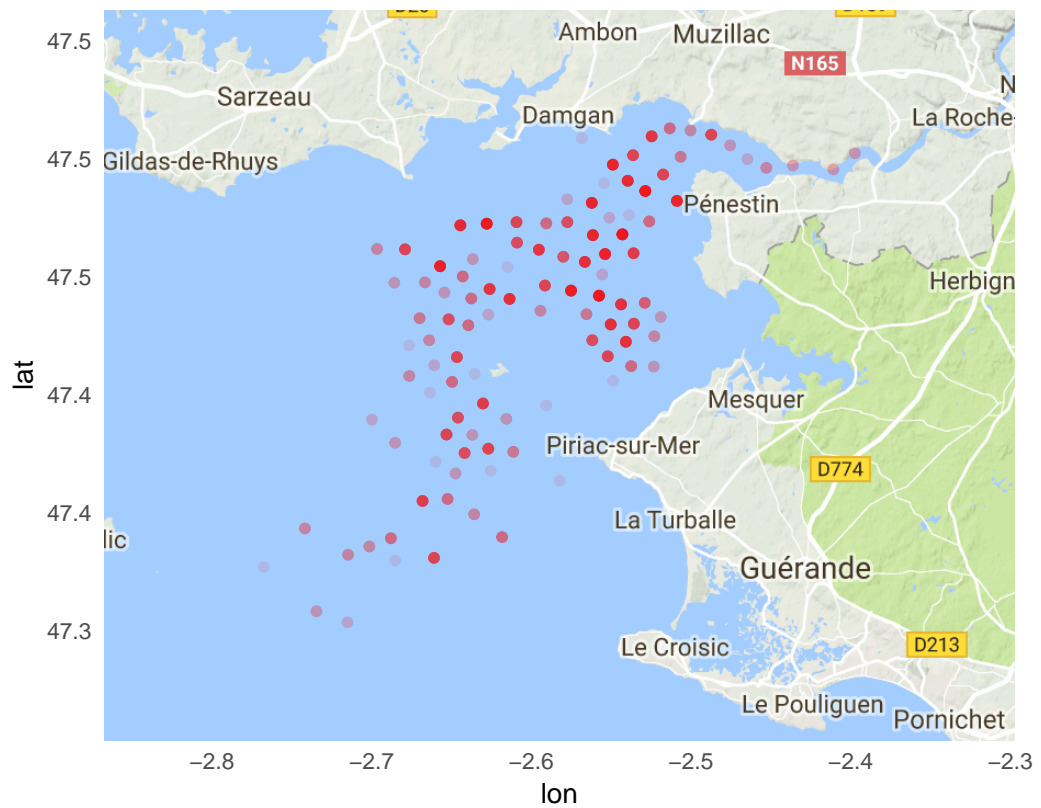 47.5
Ambon
Muzillac
N165
Sarzeau
Damgan
La Roche-
47.5
Gildas-de-Rhuys
Pénestin
47.5
Herbign
lat
47.4
Mesquer
Piriac-sur-Mer
D774
47.4
La Turballe
lic
Guérande
47.3
Le Croisic
D213
Le Pouliguen
Pornichet
−2.8
−2.7
−2.6
−2.5
−2.4
−2.3
lon